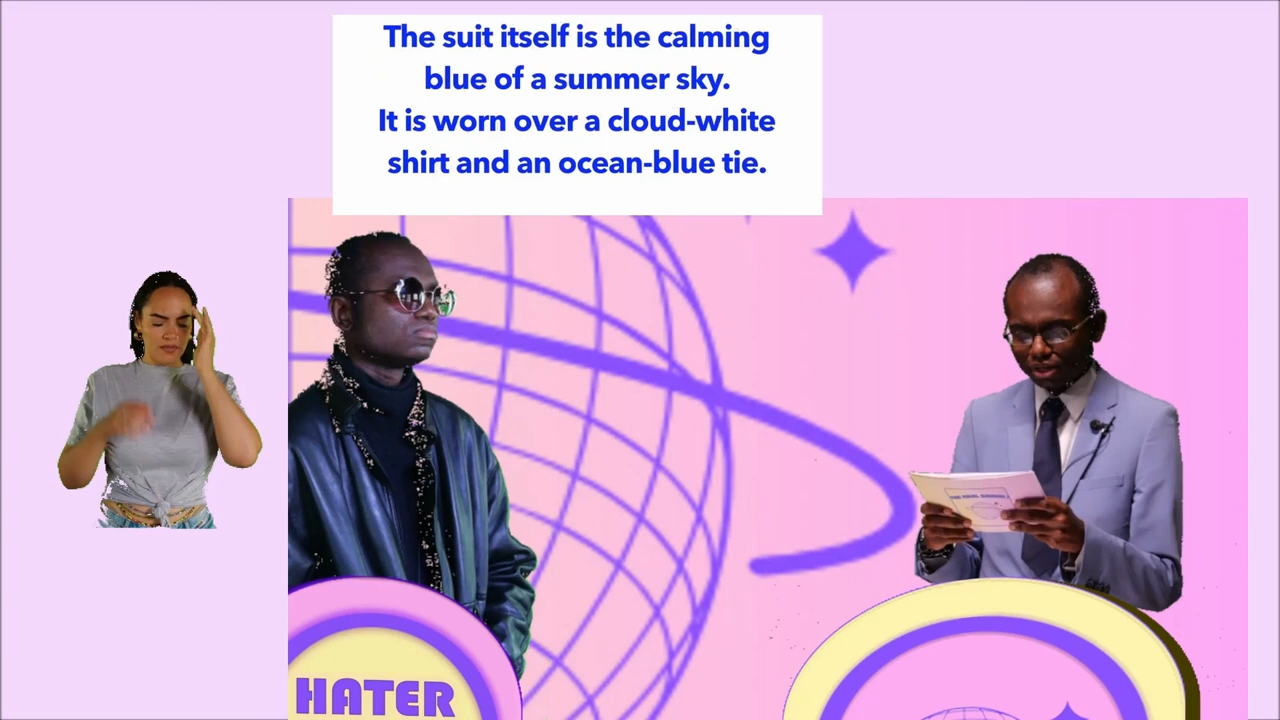 The suit itself is the calming
blue of a summer sky.
It is worn over a cloud-white
shirt and an ocean-blue tie.
HATER